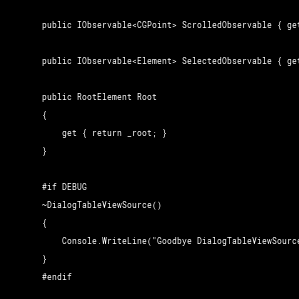 public IObservable<CGPoint> ScrolledObservable { get
public IObservable<Element> SelectedObservable { get
public RootElement Root
{
get { return _root; }
}
#if DEBUG
~DialogTableViewSource()
{
Console.WriteLine("Goodbye DialogTableViewSource
}
#endif